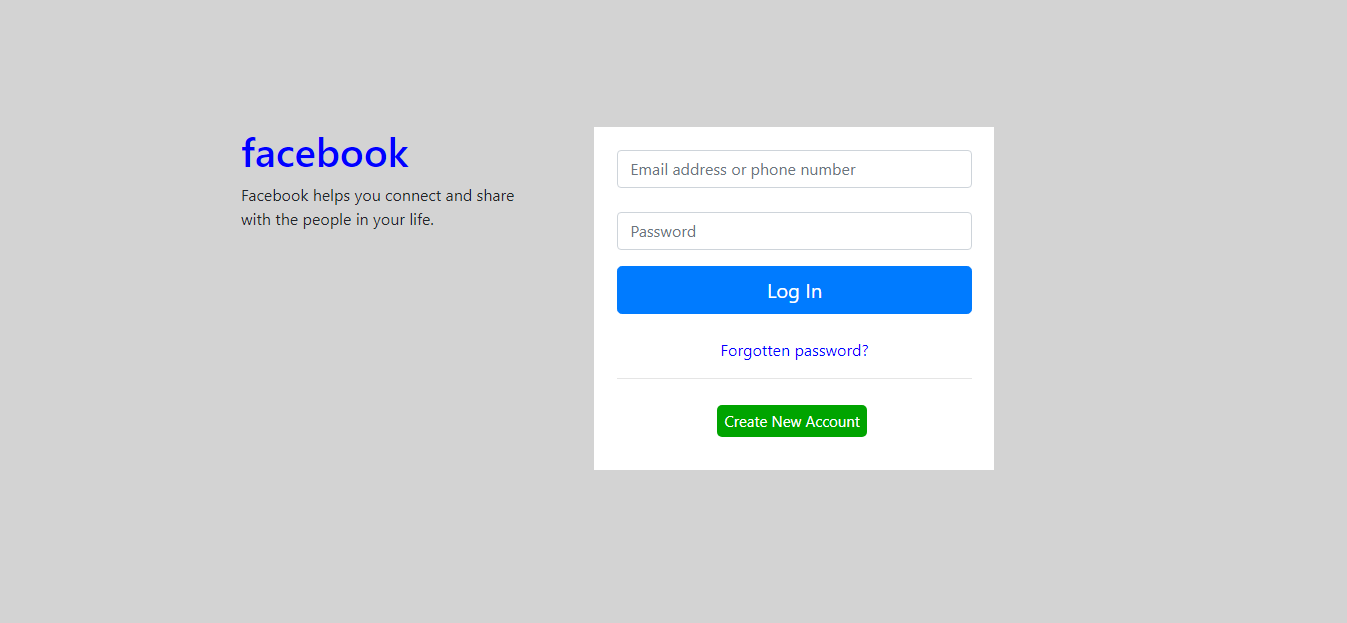 facebook
Facebook helps you connect and share
with the people in your life.
Email address or phone number
Password
Log In
Forgotten password?
Create New Account